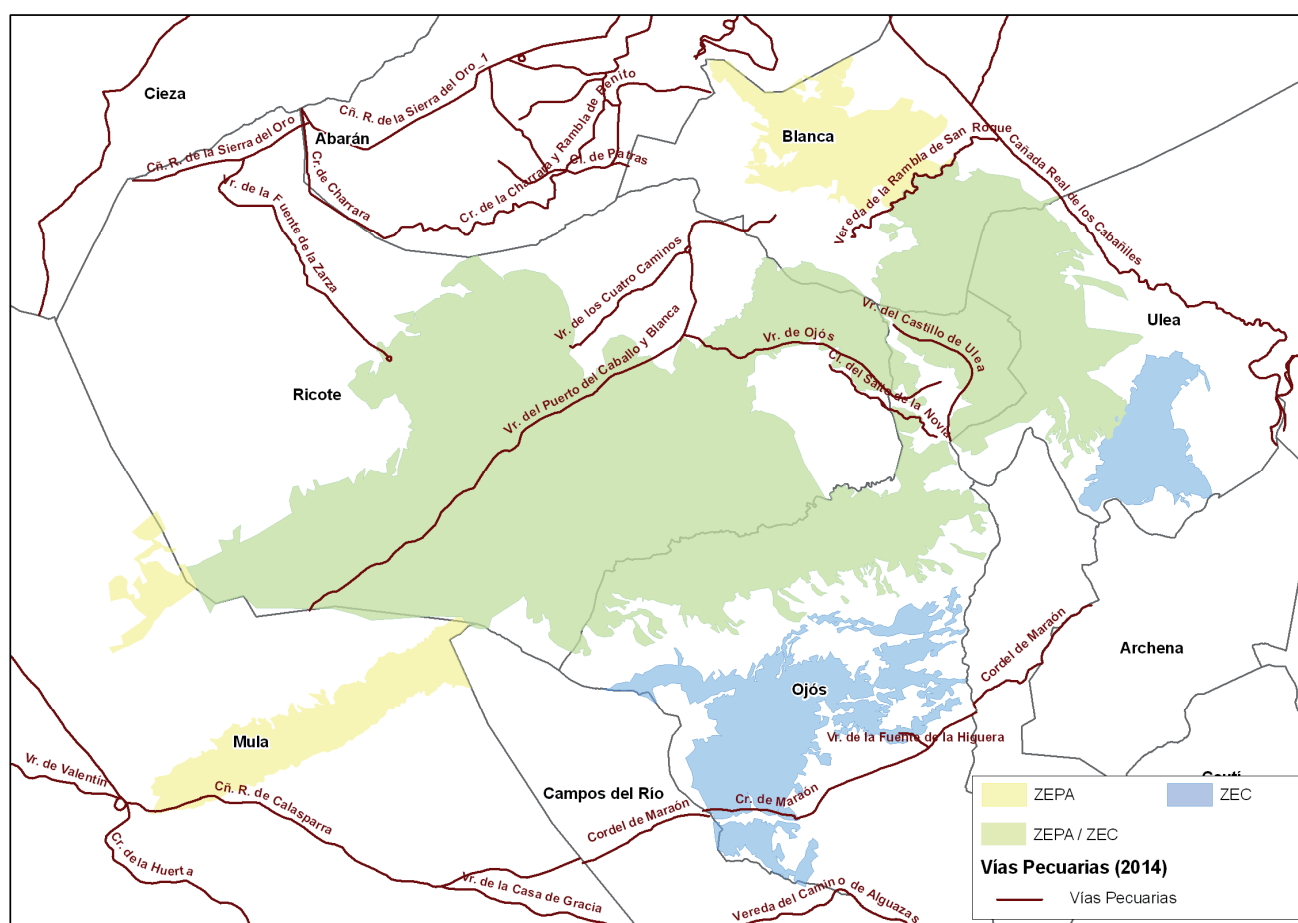 Cieza
Cñ. R. de la Sierra del Oro_1
Abarán
Cñ. R. de la Sierra del Oro
Cr. de Charrara
Cr. de la Charrara y Rambla de Benito
Cl. de Patras
Blanca
Vereda de la Rambla de San Roque
Cañada Real de los Cabañiles
Vr. de la Fuente de la Zarza
Vr. de los Cuatro Caminos
Vr. del Puerto del Caballo y Blanca
Vr. de Ojós
Vr. del Castillo de Ulea
Cl. del Salto de la Novia
Ulea
Ricote
Cordel de Maraón
Archena
Ojós
Mula
Vr. de la Fuente de la Higuera
Vr. de Valentín
Cñ. R. de Calasparra
Campos del Río
Cordel de Maraón
Cr. de Maraón
Cr. de la Huerta
Vr. de la Casa de Gracia
Vereda del Camino de Alguazas
ZEPA
ZEC
ZEPA / ZEC
Vías Pecuarias (2014)
Vías Pecuarias